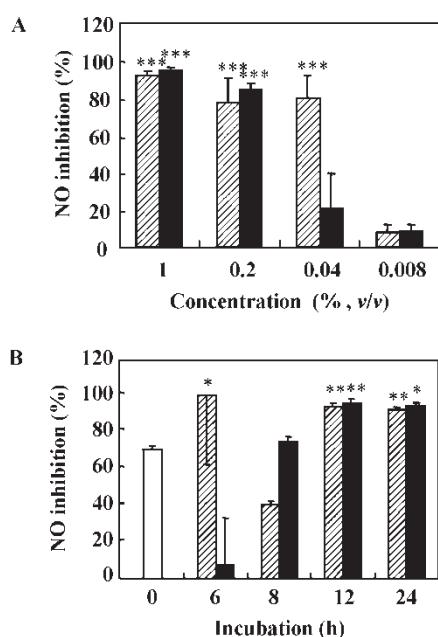 A
NO inhibition (%)
120
100
80
60
40
20
0
*** *** *** *** ***
1 0.2 0.04 0.008
Concentration (%, v/v)
B
NO inhibition (%)
120
100
80
60
40
20
0
* ** ** ** *
0 6 8 12 24
Incubation (h)